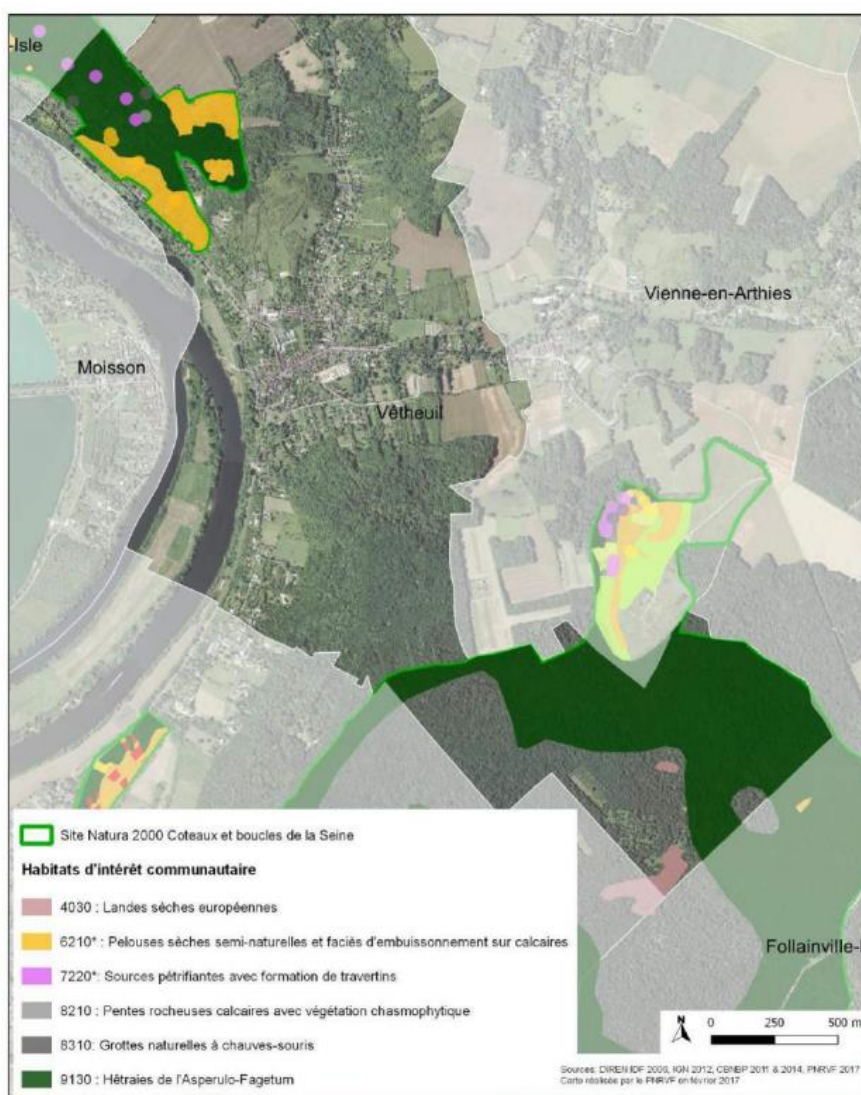 -Isle
Vienne-en-Arthies
Moisson
Vétheuil
Site Natura 2000 Coteaux et boucles de la Seine
Habitats d'intérêt communautaire
4030 : Landes sèches européennes
6210* : Pelouses sèches semi-naturelles et faciès d'embuissonnement sur calcaires
7220*: Sources pétrifiantes avec formation de travertins
8210 : Pentes rocheuses calcaires avec végétation chasmophytique
8310: Grottes naturelles à chauves-souris
9130 : Hêtraies de l'Asperulo-Fagetum
Follainville-
N
0 250 500 m
Sources: DIREN IDF 2006, IGN 2012, CBNBP 2011 & 2014, PNRVF 2017
Carte réalisée par le PNRVF en février 2017